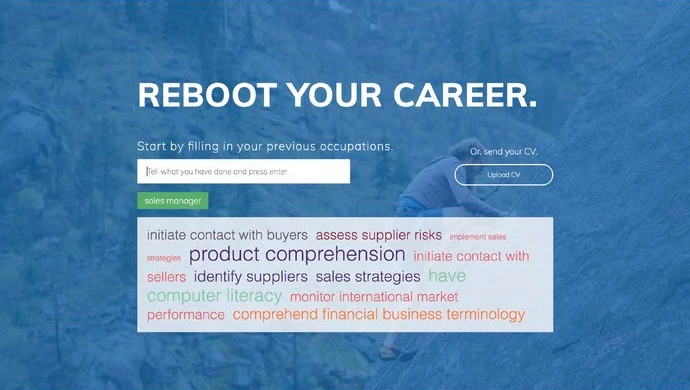 REBOOT YOUR CAREER.
Start by filling in your previous occupations.
Or, send your CV.
Tell what you have done and press enter
Upload CV
sales manager
initiate contact with buyers assess supplier risks implement sales
strategies product comprehension initiate contact with
sellers identify suppliers sales strategies have
computer literacy monitor international market
performance comprehend financial business terminology